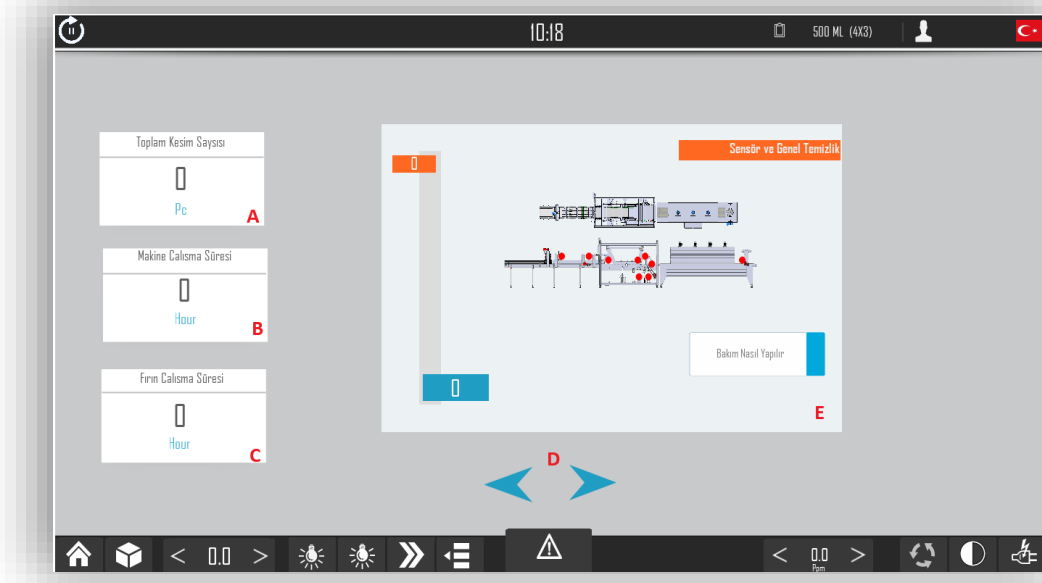 10:18
500 ML (4X3)
Toplam Kesim Saysısı
0
Pc
A
Makine Calısma Süresi
0
Hour
B
Fırın Calısma Süresi
0
Hour
C
Sensör ve Genel Temizlik
0
0
Bakım Nasıl Yapılır
E
D
< 0.0 >
< 0.0 >
Ppm